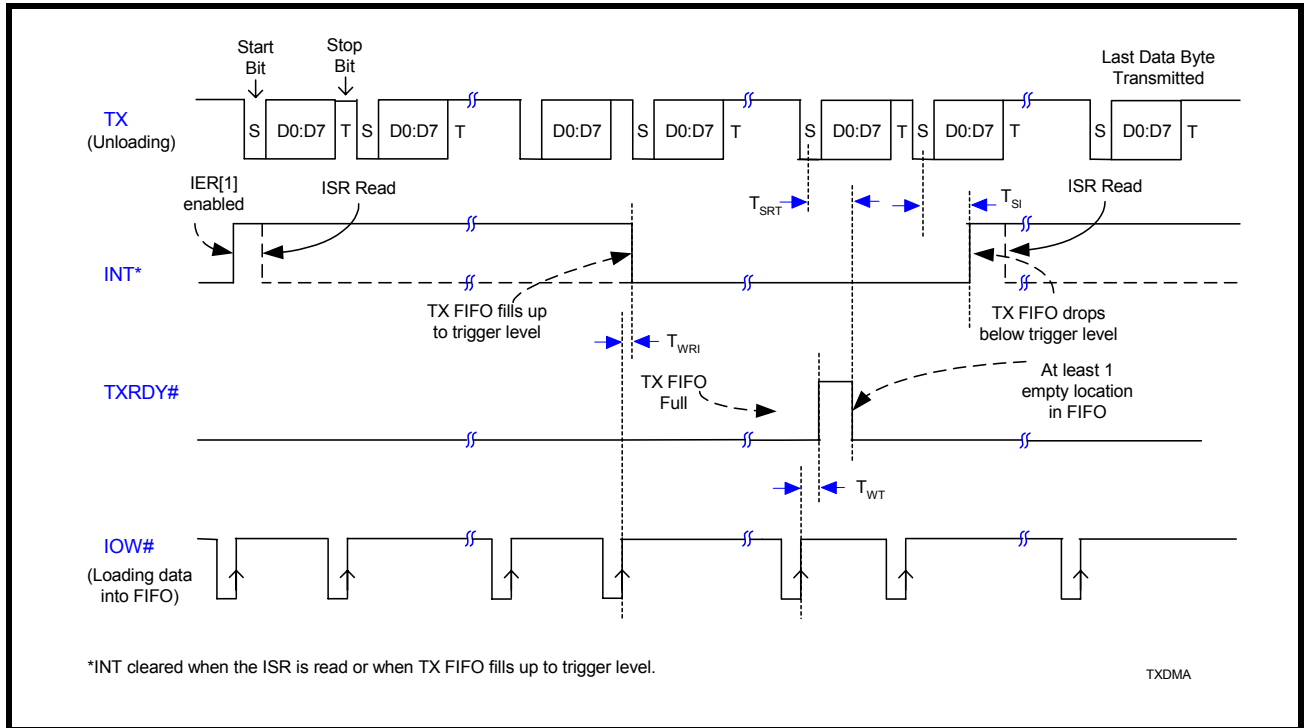 Start
Bit
Stop
Bit
Last Data Byte
Transmitted
TX
(Unloading)
S D0:D7 T S D0:D7 T D0:D7 S D0:D7 T S D0:D7 T S D0:D7 T S D0:D7 T
IER[1]
enabled
ISR Read
TSRT
TSI
ISR Read
INT*
TX FIFO fills up
to trigger level
TX FIFO drops
below trigger level
TWRI
TXRDY#
TX FIFO
Full
At least 1
empty location
in FIFO
TWT
IOW#
(Loading data
into FIFO)
*INT cleared when the ISR is read or when TX FIFO fills up to trigger level.
TXDMA